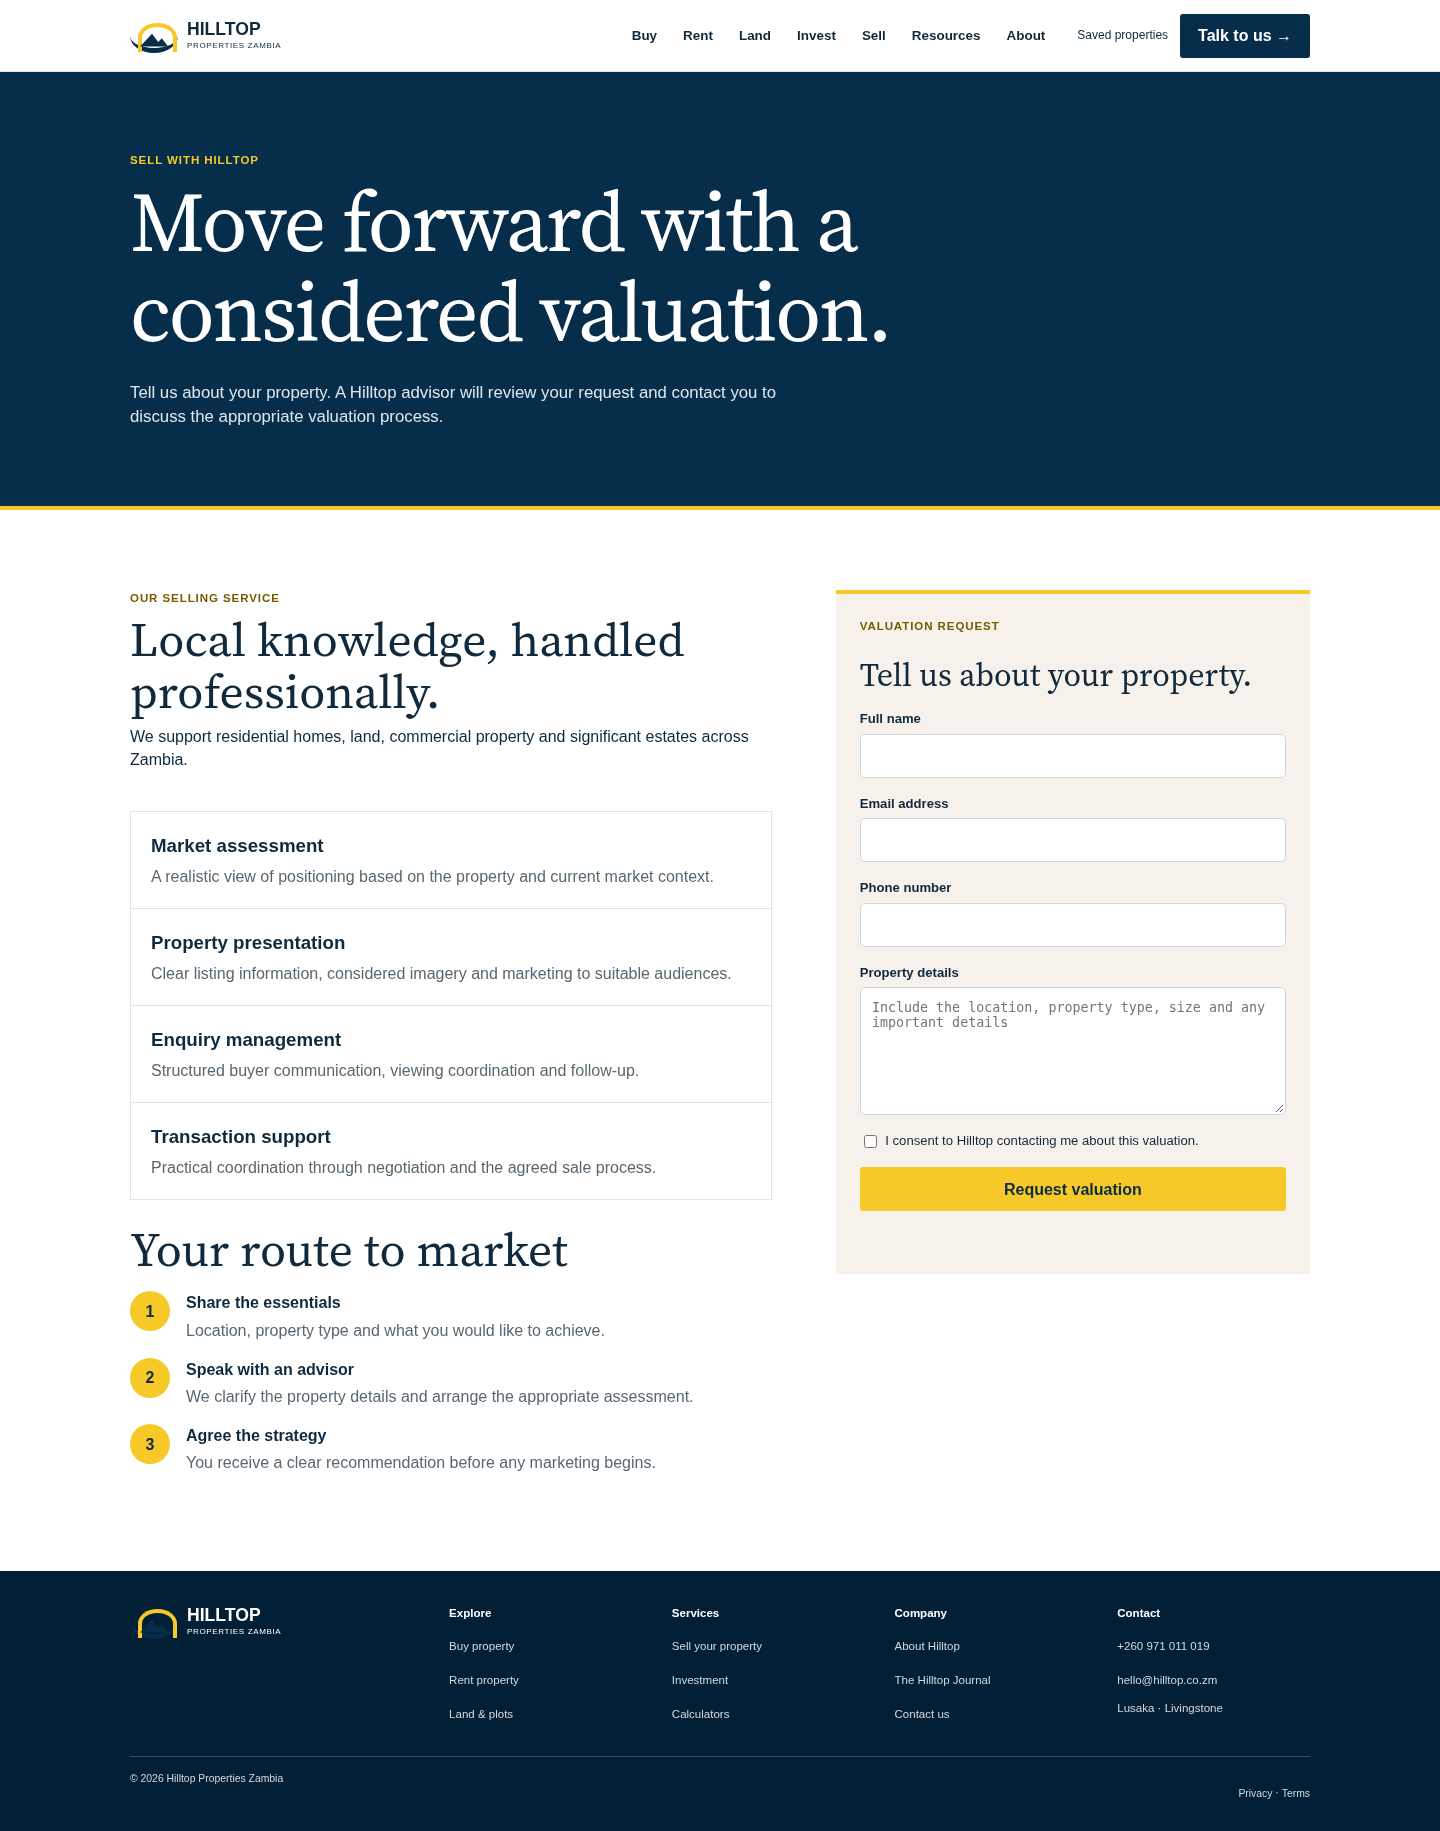 HILLTOP
PROPERTIES ZAMBIA
Buy Rent Land Invest Sell Resources About Saved properties Talk to us →
SELL WITH HILLTOP
Move forward with a
considered valuation.
Tell us about your property. A Hilltop advisor will review your request and contact you to
discuss the appropriate valuation process.
OUR SELLING SERVICE
Local knowledge, handled
professionally.
We support residential homes, land, commercial property and significant estates across
Zambia.
Market assessment
A realistic view of positioning based on the property and current market context.
Property presentation
Clear listing information, considered imagery and marketing to suitable audiences.
Enquiry management
Structured buyer communication, viewing coordination and follow-up.
Transaction support
Practical coordination through negotiation and the agreed sale process.
Your route to market
1
Share the essentials
Location, property type and what you would like to achieve.
2
Speak with an advisor
We clarify the property details and arrange the appropriate assessment.
3
Agree the strategy
You receive a clear recommendation before any marketing begins.
VALUATION REQUEST
Tell us about your property.
Full name
Email address
Phone number
Property details
Include the location, property type, size and any
important details
I consent to Hilltop contacting me about this valuation.
Request valuation
HILLTOP
PROPERTIES ZAMBIA
Explore
Buy property
Rent property
Land & plots
Services
Sell your property
Investment
Calculators
Company
About Hilltop
The Hilltop Journal
Contact us
Contact
+260 971 011 019
hello@hilltop.co.zm
Lusaka · Livingstone
© 2026 Hilltop Properties Zambia
Privacy · Terms